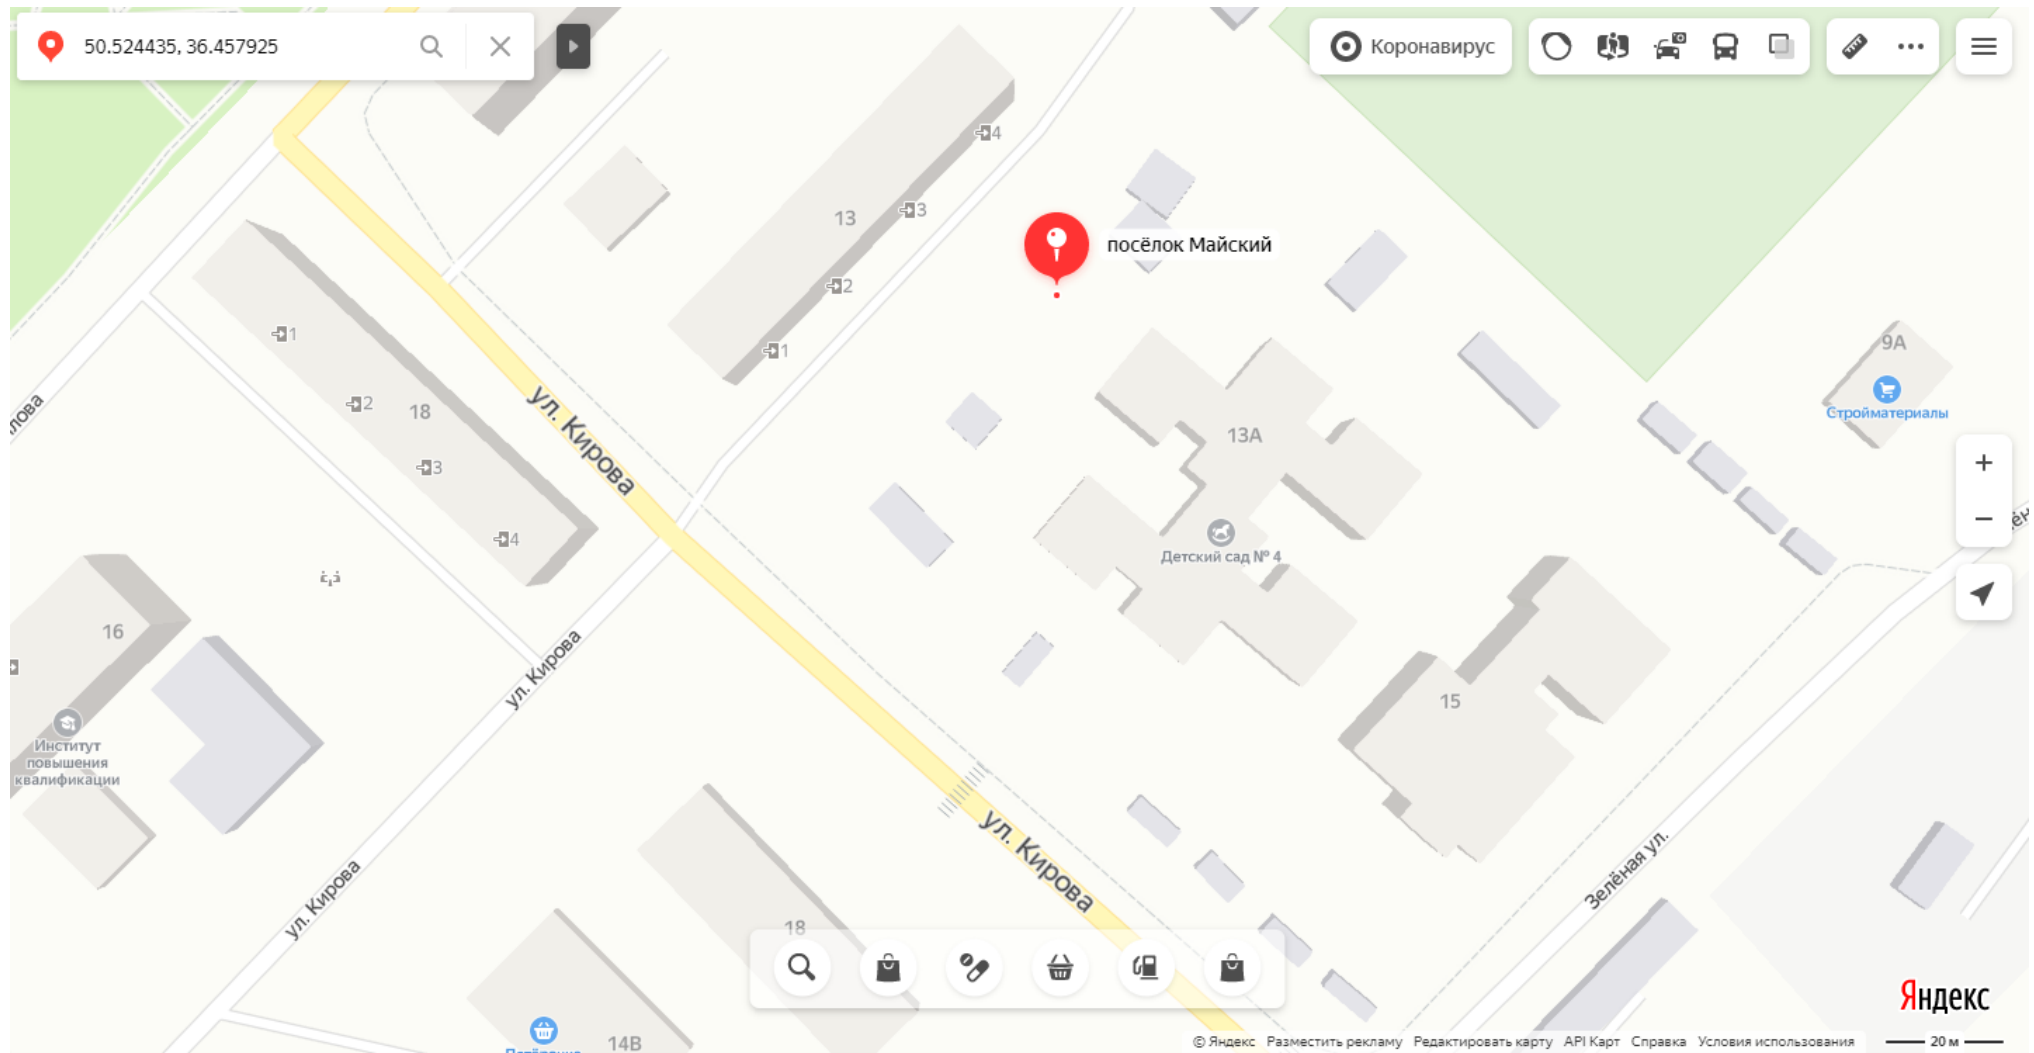 50.524435, 36.457925
Коронавирус
4
13
3
посёлок Майский
2
1
1
9А
Стройматериалы
2
18
ул. Кирова
3
13А
4
Детский сад № 4
16
ул. Кирова
15
Институт
повышения
квалификации
ул. Кирова
ул. Кирова
Зелёная ул.
18
14В
Яндекс
© Яндекс Разместить рекламу Редактировать карту API Карт Справка Условия использования 20 м